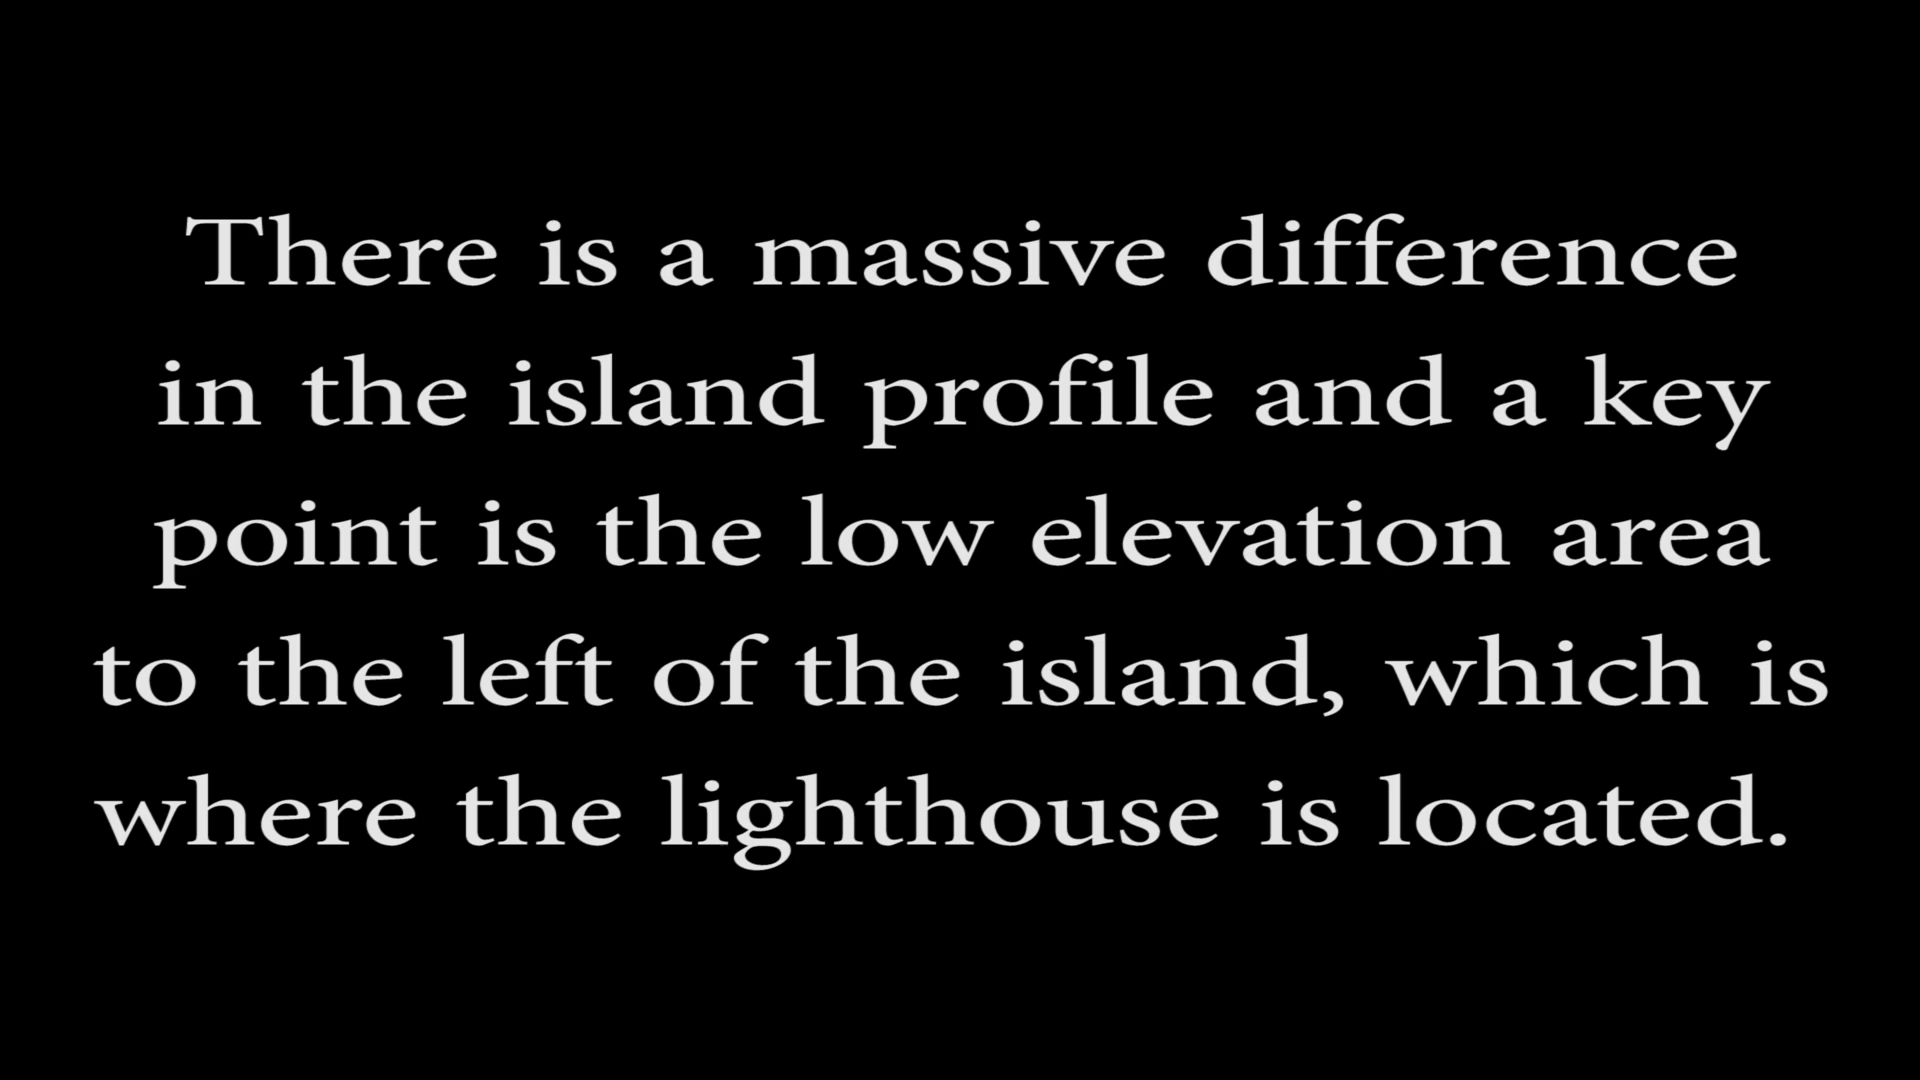 There is a massive difference
in the island profile and a key
point is the low elevation area
to the left of the island, which is
where the lighthouse is located.